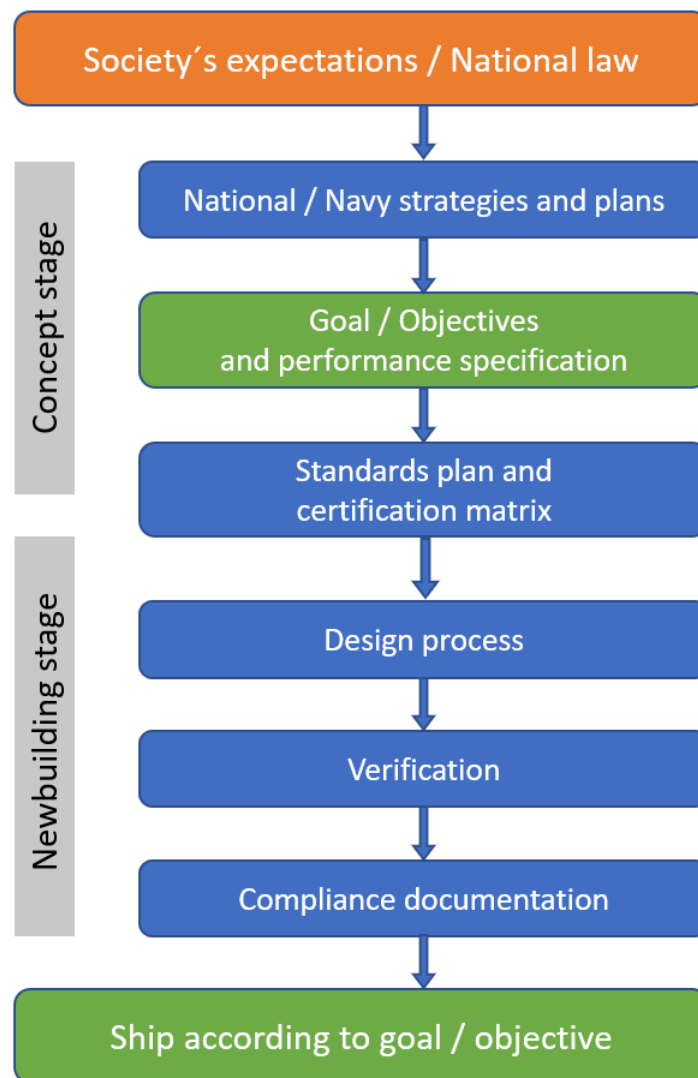 Society´s expectations / National law
Concept stage
National / Navy strategies and plans
Goal / Objectives
and performance specification
Standards plan and
certification matrix
Newbuilding stage
Design process
Verification
Compliance documentation
Ship according to goal / objective